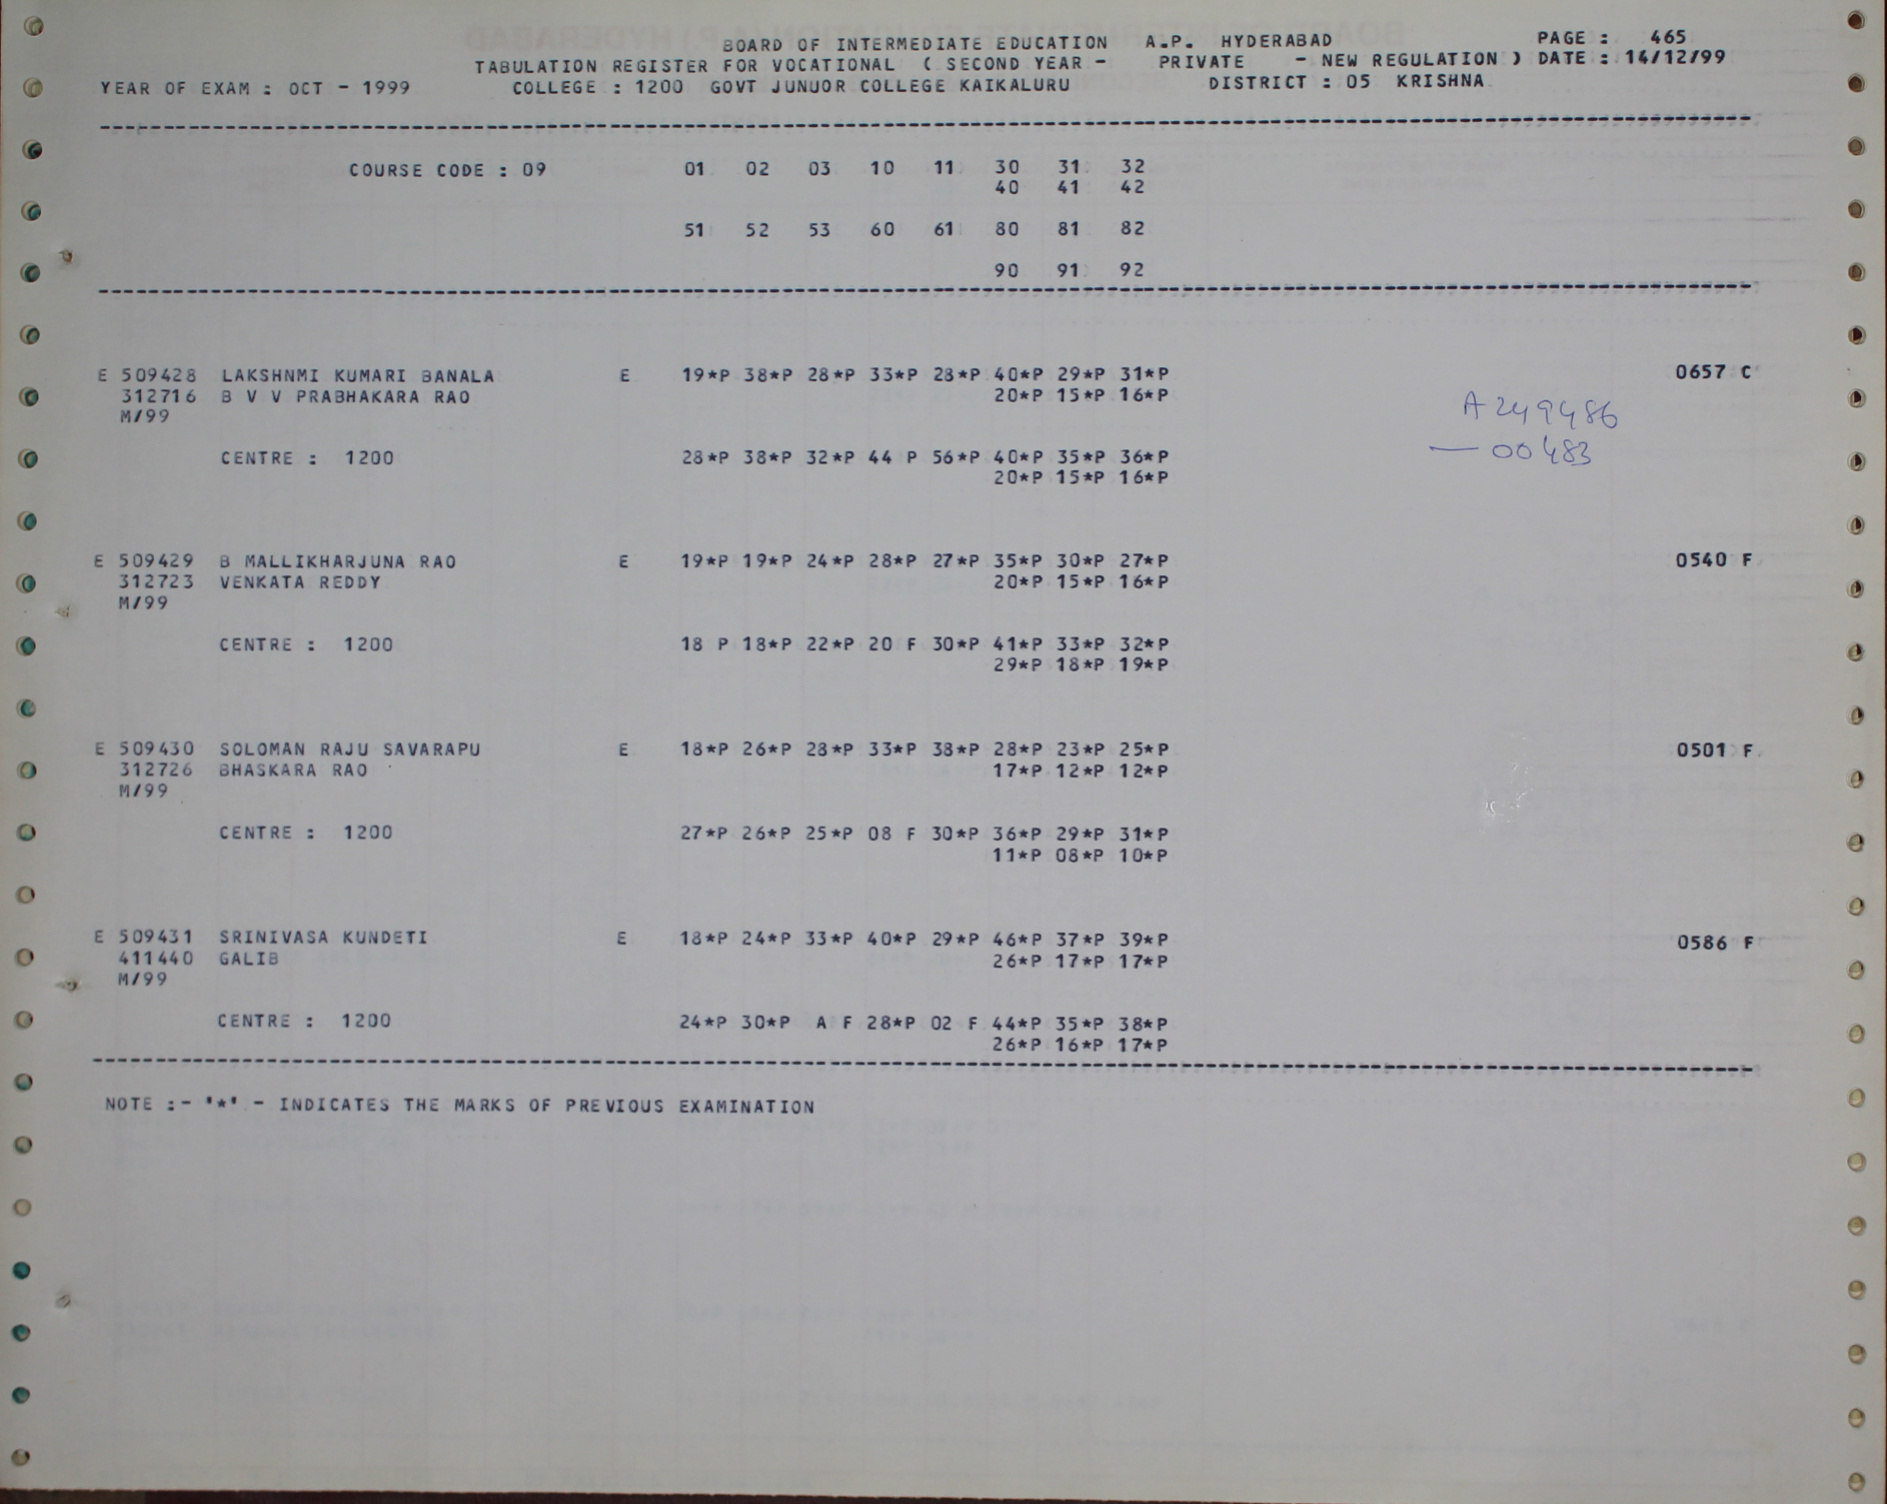 BOARD OF INTERMEDIATE EDUCATION A.P. HYDERABAD PAGE : 465
TABULATION REGISTER FOR VOCATIONAL ( SECOND YEAR - PRIVATE - NEW REGULATION ) DATE : 14/12/99
YEAR OF EXAM : OCT - 1999 COLLEGE : 1200 GOVT JUNUOR COLLEGE KAIKALURU DISTRICT : 05 KRISHNA
COURSE CODE : 09 01 02 03 10 11 30 31 32
40 41 42
51 52 53 60 61 80 81 82
90 91 92
E 509428 LAKSHNMI KUMARI BANALA E 19*P 38*P 28*P 33*P 28*P 40*P 29*P 31*P 0657 C
312716 B V V PRABHAKARA RAO 20*P 15*P 16*P
M/99
A249486
— 00483
CENTRE : 1200 28*P 38*P 32*P 44 P 56*P 40*P 35*P 36*P
20*P 15*P 16*P
E 509429 B MALLIKHARJUNA RAO E 19*P 19*P 24*P 28*P 27*P 35*P 30*P 27*P 0540 F
312723 VENKATA REDDY 20*P 15*P 16*P
M/99
CENTRE : 1200 18 P 18*P 22*P 20 F 30*P 41*P 33*P 32*P
29*P 18*P 19*P
E 509430 SOLOMAN RAJU SAVARAPU E 18*P 26*P 28*P 33*P 38*P 28*P 23*P 25*P 0501 F
312726 BHASKARA RAO 17*P 12*P 12*P
M/99
CENTRE : 1200 27*P 26*P 25*P 08 F 30*P 36*P 29*P 31*P
11*P 08*P 10*P
E 509431 SRINIVASA KUNDETI E 18*P 24*P 33*P 40*P 29*P 46*P 37*P 39*P 0586 F
411440 GALIB 26*P 17*P 17*P
M/99
CENTRE : 1200 24*P 30*P A F 28*P 02 F 44*P 35*P 38*P
26*P 16*P 17*P
NOTE :- '*' - INDICATES THE MARKS OF PREVIOUS EXAMINATION